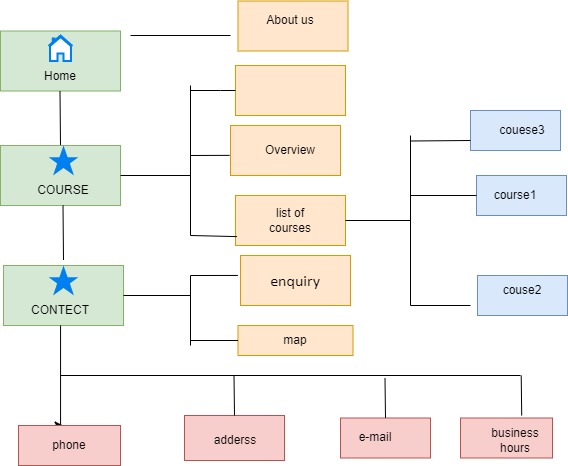 About us
Home
Overview
COURSE
list of
courses
couese3
course1
couse2
enquiry
CONTECT
map
phone
adderss
e-mail
business
hours